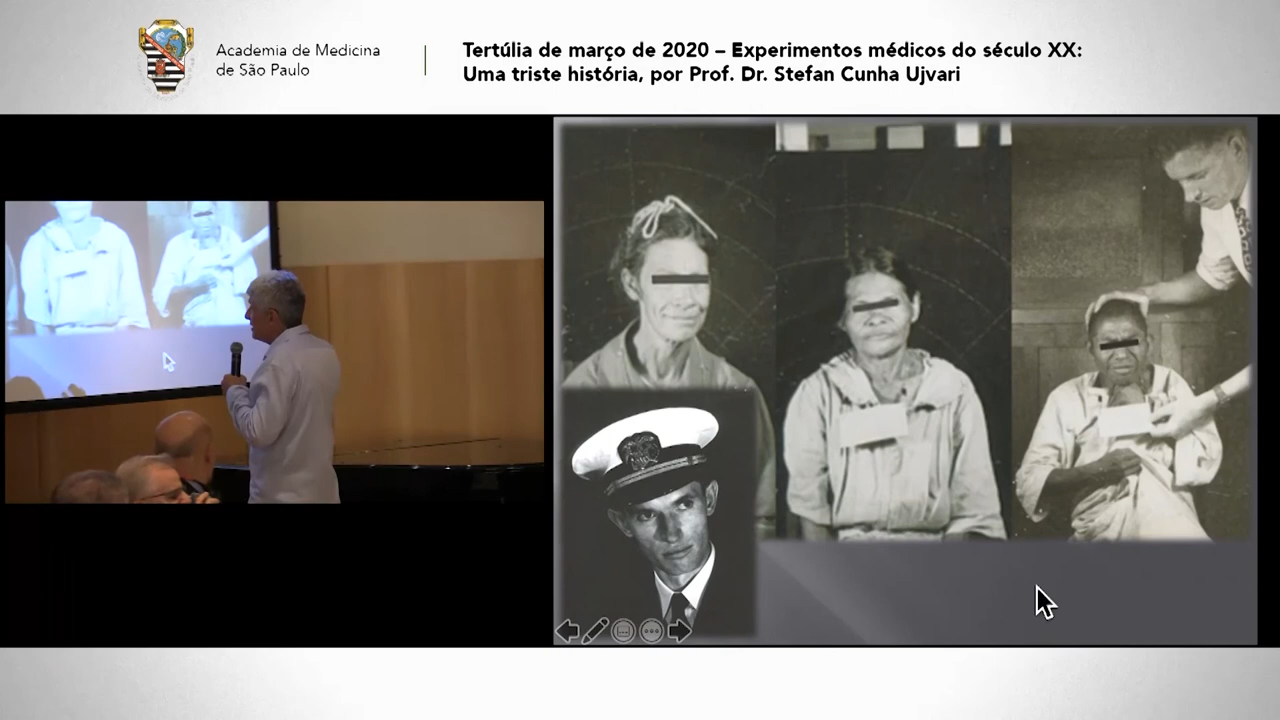 Academia de Medicina
de São Paulo
Tertúlia de março de 2020 – Experimentos médicos do século XX:
Uma triste história, por Prof. Dr. Stefan Cunha Ujvari